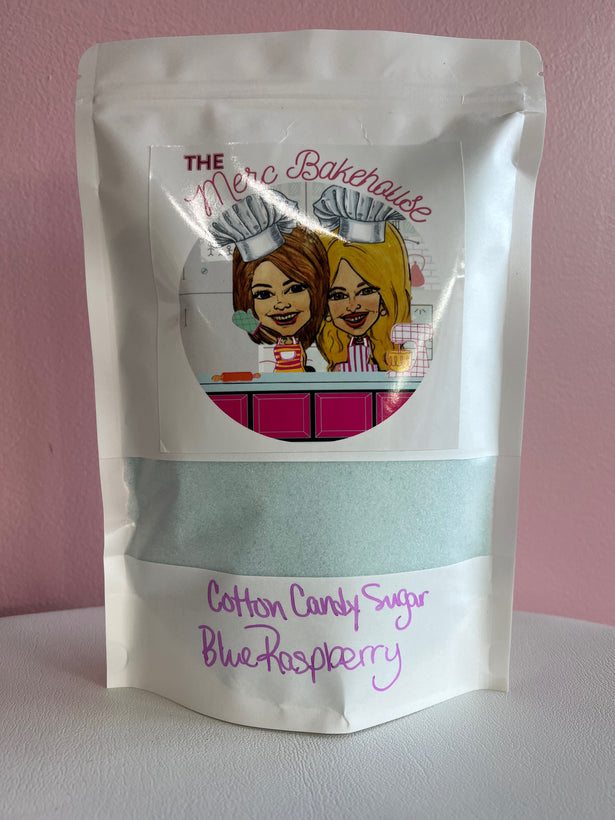 THE
Merc Bakehouse
Cotton Candy Sugar
Blue Raspberry